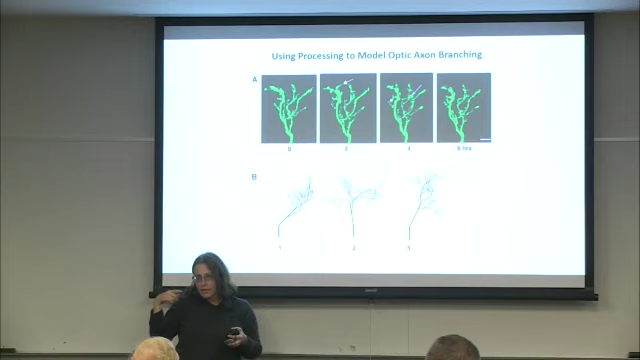 Using Processing to Model Optic Axon Branching
A
0 2 4 6 hrs
B
1 2 3